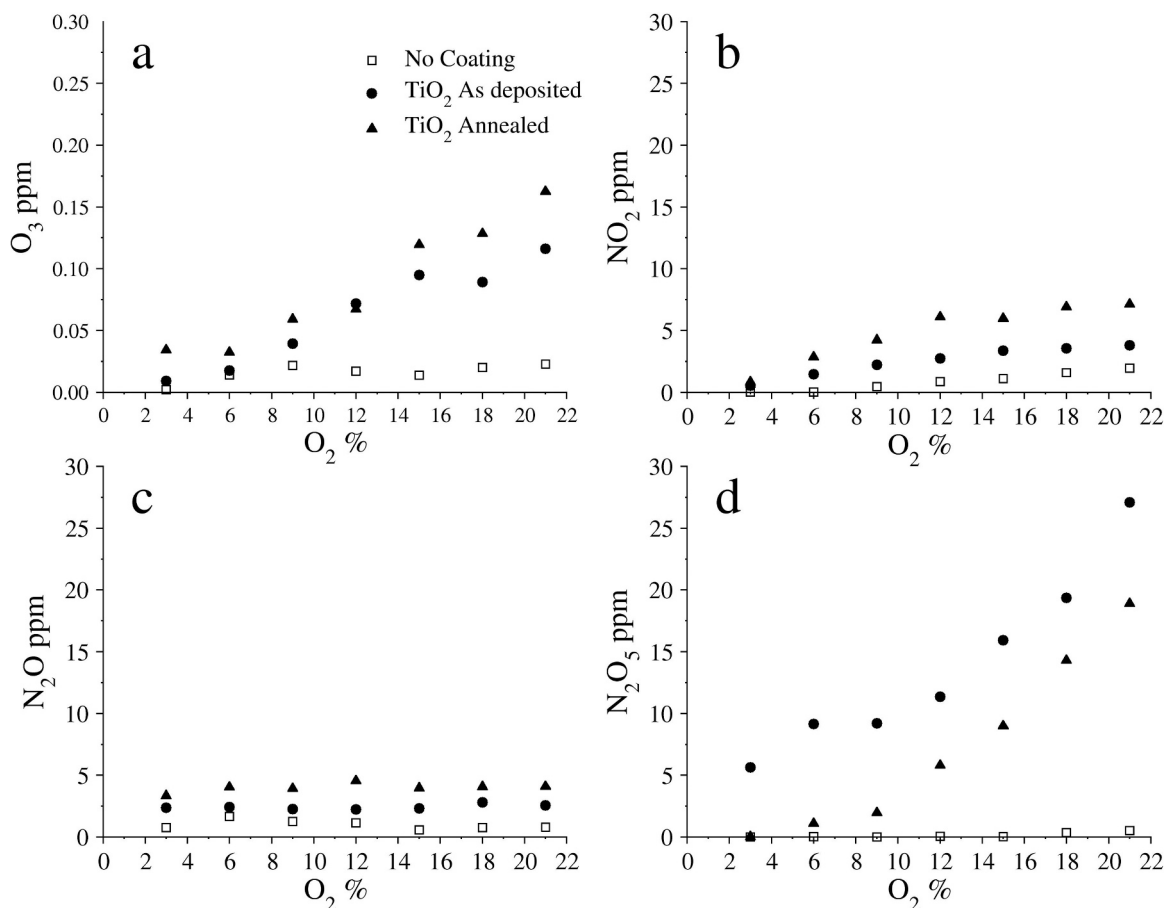 a
No Coating
TiO₂ As deposited
TiO₂ Annealed
0.30
0.25
0.20
0.15
0.10
0.05
0.00
O₃ ppm
0 2 4 6 8 10 12 14 16 18 20 22
O₂ %
b
30
25
20
15
10
5
0
NO₂ ppm
0 2 4 6 8 10 12 14 16 18 20 22
O₂ %
c
30
25
20
15
10
5
0
N₂O ppm
0 2 4 6 8 10 12 14 16 18 20 22
O₂ %
d
30
25
20
15
10
5
0
N₂O₅ ppm
0 2 4 6 8 10 12 14 16 18 20 22
O₂ %